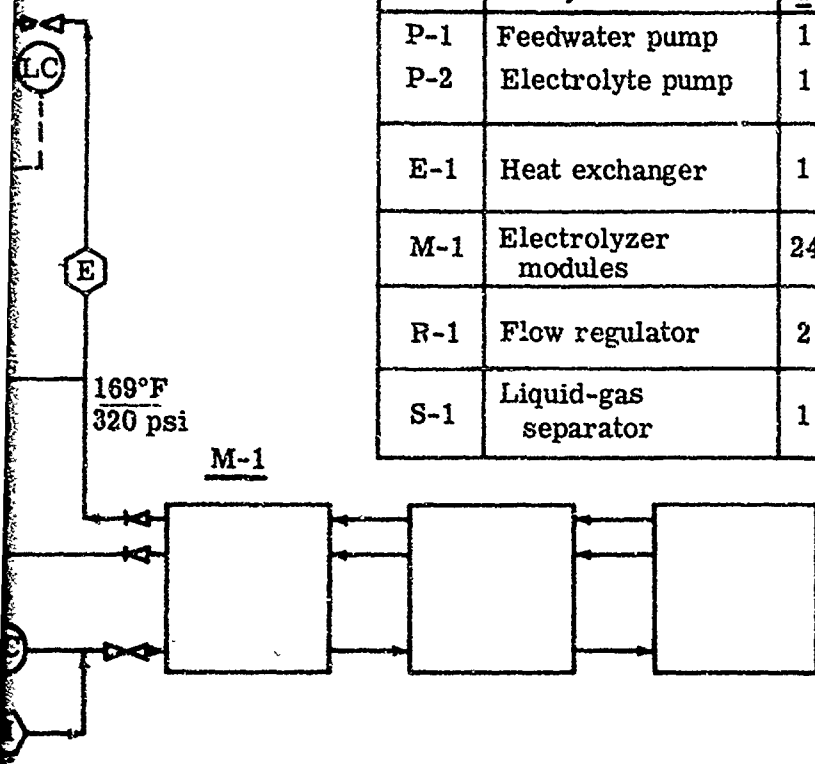 P-1 Feedwater pump 1
P-2 Electrolyte pump 1
LC
E-1 Heat exchanger 1
M-1 Electrolyzer 24
modules
E
R-1 Flow regulator 2
169°F
320 psi
S-1 Liquid-gas 1
separator
M-1